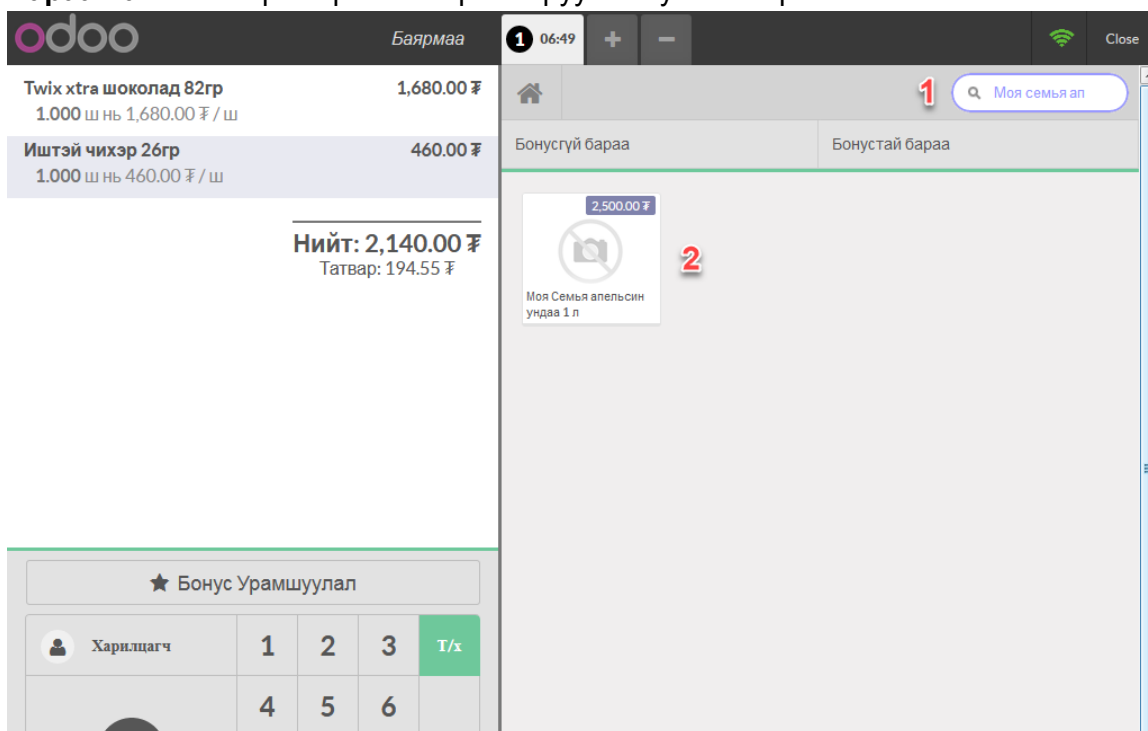 odoo
Баярмаа
1 06:49
+
−
Close
Twix xtra шоколад 82гр 1,680.00 ₮
1.000 ш нь 1,680.00 ₮ / ш
Иштэй чихэр 26гр 460.00 ₮
1.000 ш нь 460.00 ₮ / ш
Нийт: 2,140.00 ₮
Татвар: 194.55 ₮
1
Моя семья ап
Бонусгүй бараа
Бонустай бараа
2,500.00 ₮
Моя Семья апельсин
ундаа 1 л
2
Бонус Урамшуулал
Харилцагч
1 2 3 Т/х
4 5 6